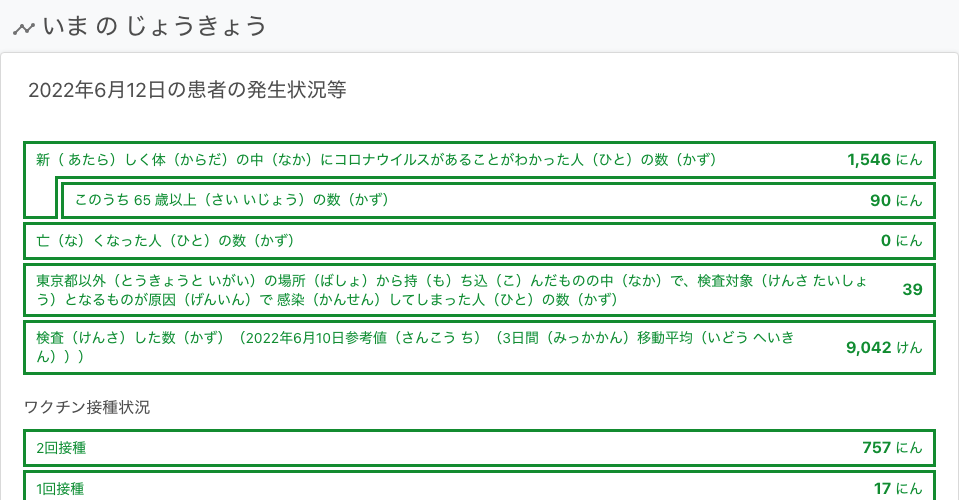 いま の じょうきょう
2022年6月12日の患者の発生状況等
新（ あたら）しく体（からだ）の中（なか）にコロナウイルスがあることがわかった人（ひと）の数（かず） 1,546 にん
このうち 65 歳以上（さい いじょう）の数（かず） 90 にん
亡（な）くなった人（ひと）の数（かず） 0 にん
東京都以外（とうきょうと いがい）の場所（ばしょ）から持（も）ち込（こ）んだものの中（なか）で、検査対象（けんさ たいしょ
う）となるものが原因（げんいん）で 感染（かんせん）してしまった人（ひと）の数（かず） 39
検査（けんさ）した数（かず）（2022年6月10日参考値（さんこう ち）（3日間（みっかかん）移動平均（いどう へいき
ん））） 9,042 けん
ワクチン接種状況
2回接種 757 にん
1回接種 17 にん